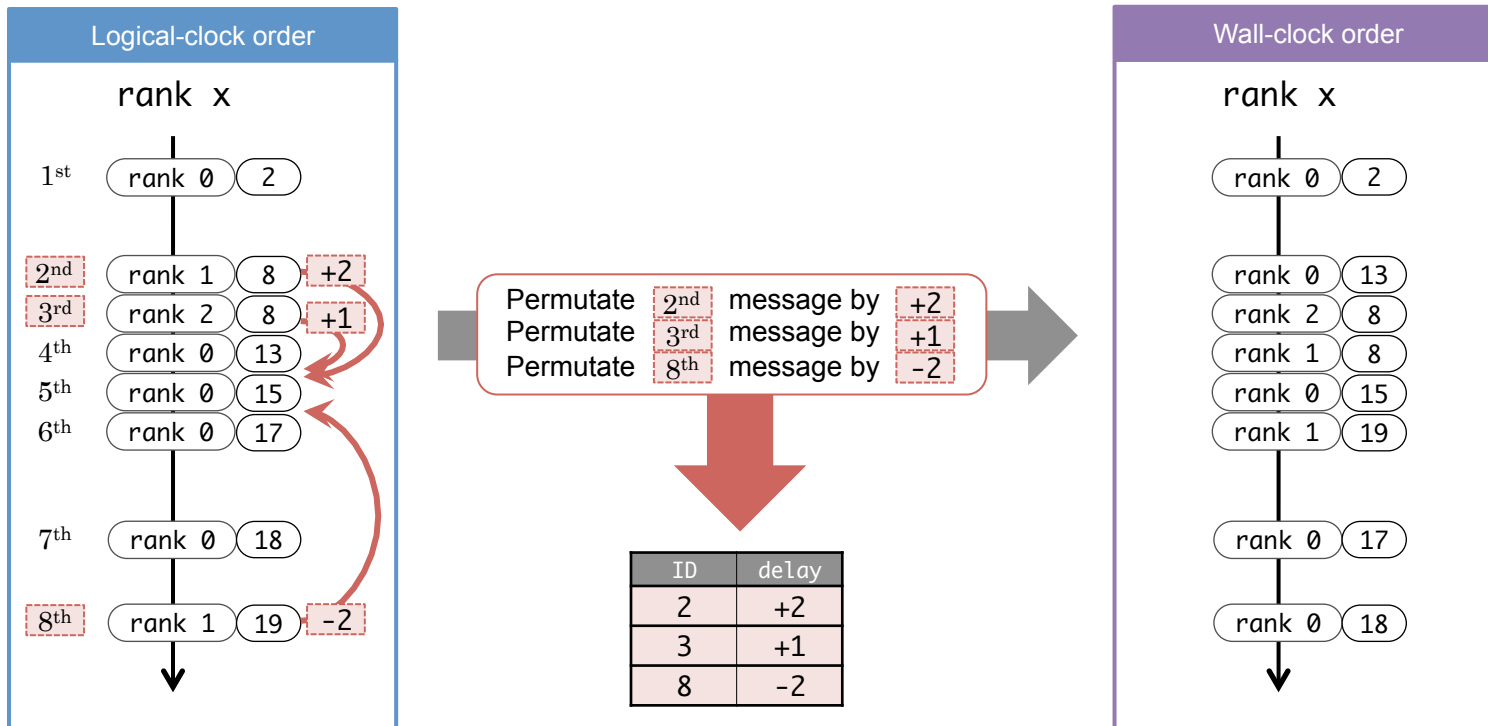 Logical-clock order
rank x
1st rank 0 2
2nd rank 1 8 +2
3rd rank 2 8 +1
4th rank 0 13
5th rank 0 15
6th rank 0 17
7th rank 0 18
8th rank 1 19 -2
Permutate 2nd message by +2
Permutate 3rd message by +1
Permutate 8th message by -2
ID delay
2 +2
3 +1
8 -2
Wall-clock order
rank x
rank 0 2
rank 0 13
rank 2 8
rank 1 8
rank 0 15
rank 1 19
rank 0 17
rank 0 18